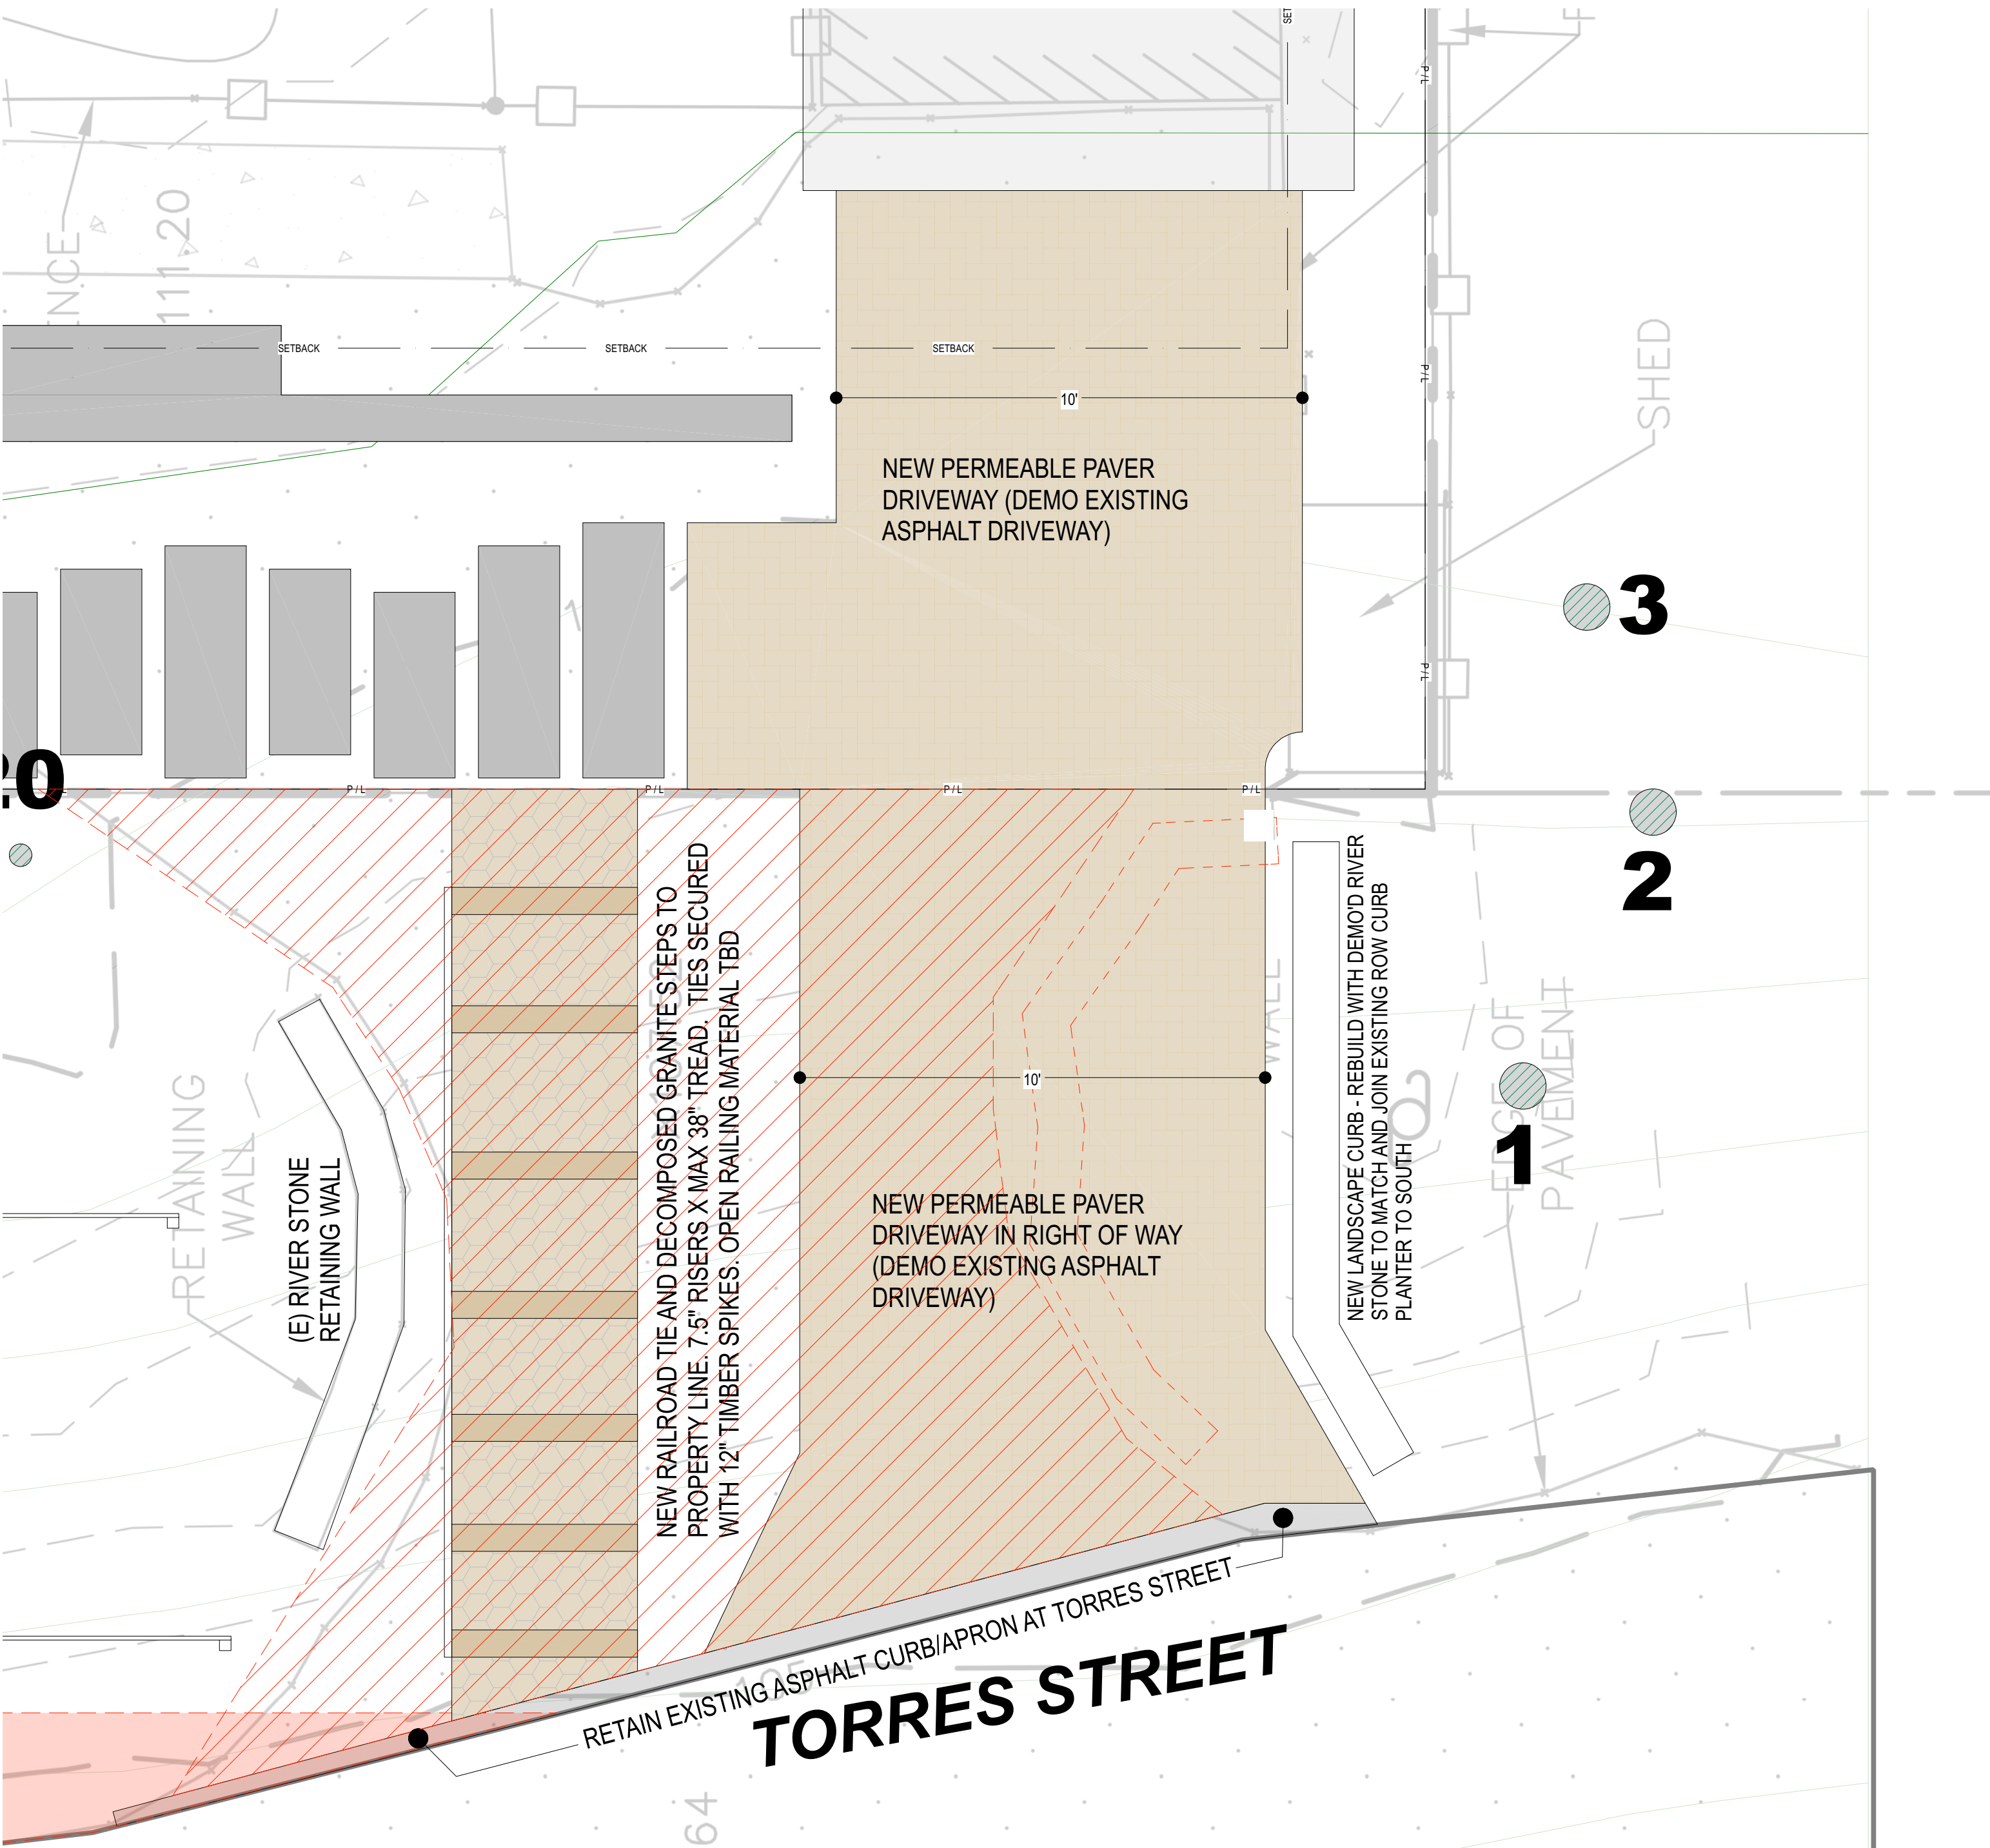 SET
P / L
ENCE
111.20
SETBACK
SETBACK
SETBACK
P / L
SHED
10'
NEW PERMEABLE PAVER
DRIVEWAY (DEMO EXISTING
ASPHALT DRIVEWAY)
3
P / L
20
P / L
P / L
P / L
P / L
2
NEW RAILROAD TIE AND DECOMPOSED GRANITE STEPS TO
PROPERTY LINE. 7.5" RISERS X MAX 38" TREAD. TIES SECURED
WITH 12" TIMBER SPIKES. OPEN RAILING MATERIAL TBD
NEW LANDSCAPE CURB - REBUILD WITH DEMO'D RIVER
STONE TO MATCH AND JOIN EXISTING ROW CURB
PLANTER TO SOUTH
WALL
EDGE OF
PAVEMENT
10'
1
RETAINING
WALL
(E) RIVER STONE
RETAINING WALL
NEW PERMEABLE PAVER
DRIVEWAY IN RIGHT OF WAY
(DEMO EXISTING ASPHALT
DRIVEWAY)
RETAIN EXISTING ASPHALT CURB/APRON AT TORRES STREET
TORRES STREET
105
64